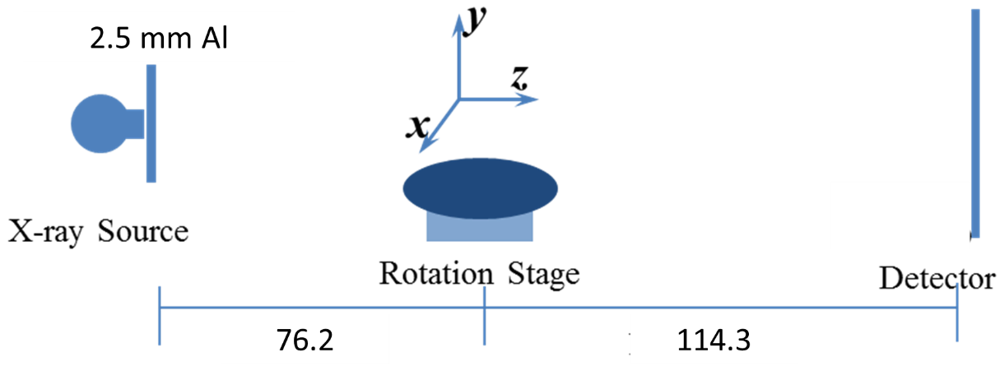 2.5 mm Al
y
z
x
X-ray Source
Rotation Stage
Detector
76.2
114.3